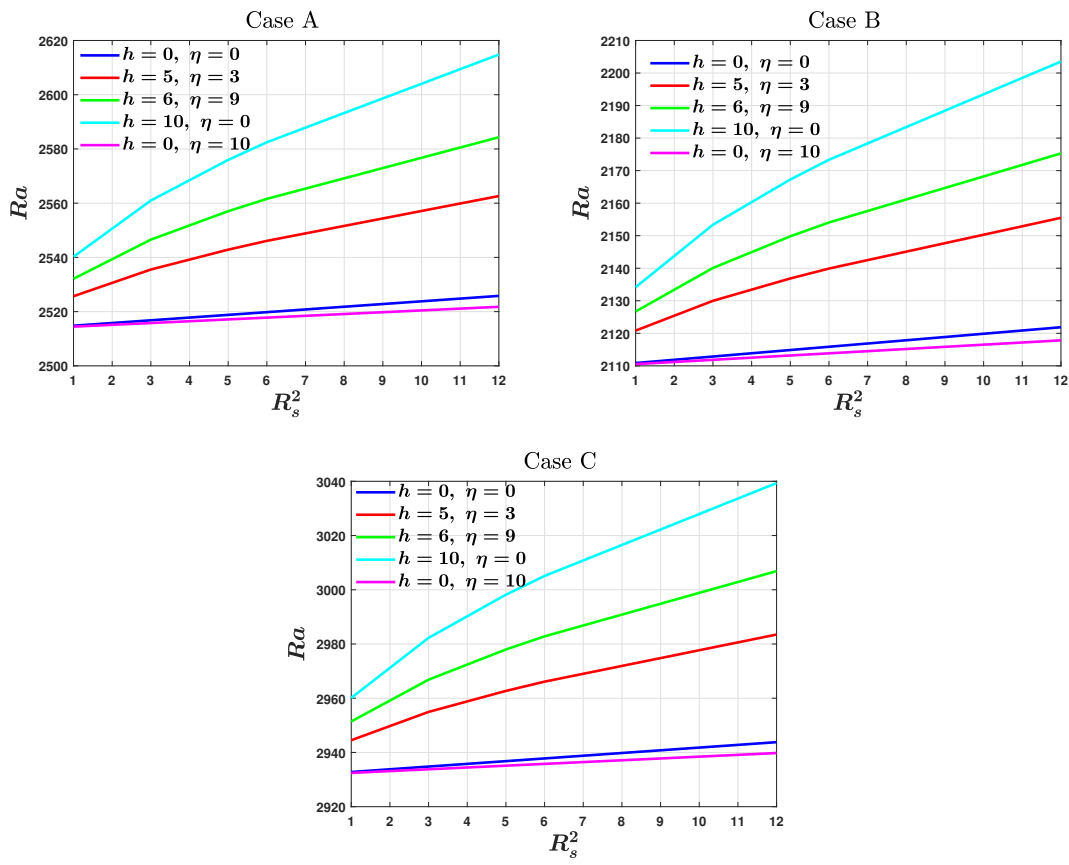 Case A
2620
2600
2580
2560
2540
2520
2500
Ra
h = 0, η = 0
h = 5, η = 3
h = 6, η = 9
h = 10, η = 0
h = 0, η = 10
1 2 3 4 5 6 7 8 9 10 11 12
R_s^2
Case B
2210
2200
2190
2180
2170
2160
2150
2140
2130
2120
2110
Ra
h = 0, η = 0
h = 5, η = 3
h = 6, η = 9
h = 10, η = 0
h = 0, η = 10
1 2 3 4 5 6 7 8 9 10 11 12
R_s^2
Case C
3040
3020
3000
2980
2960
2940
2920
Ra
h = 0, η = 0
h = 5, η = 3
h = 6, η = 9
h = 10, η = 0
h = 0, η = 10
1 2 3 4 5 6 7 8 9 10 11 12
R_s^2